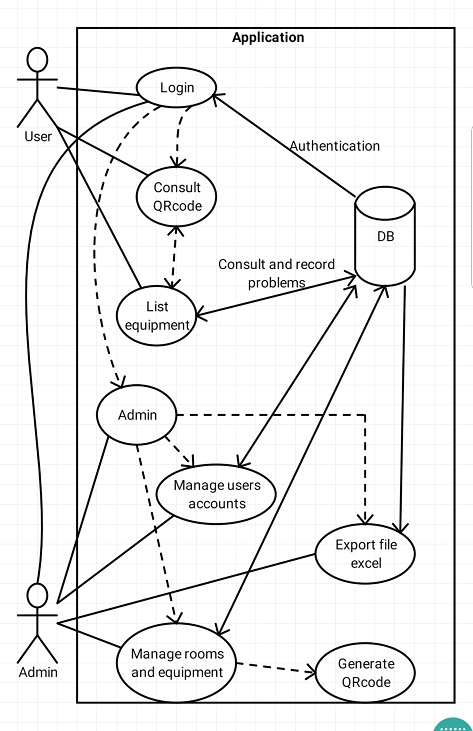 Application
Login
User
Authentication
Consult
QRcode
DB
Consult and record
problems
List
equipment
Admin
Manage users
accounts
Export file
excel
Admin
Manage rooms
and equipment
Generate
QRcode